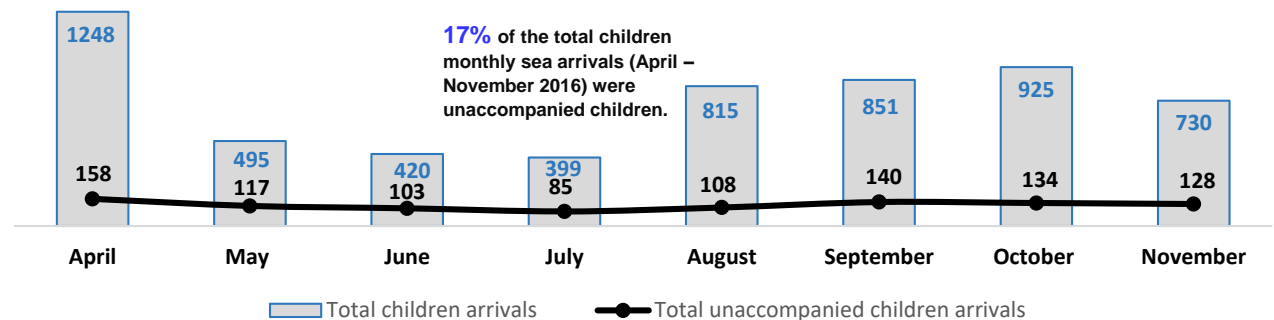 1248
17% of the total children
monthly sea arrivals (April –
November 2016) were
unaccompanied children.
495
420
399
815
851
925
730
158
117
103
85
108
140
134
128
April
May
June
July
August
September
October
November
Total children arrivals
Total unaccompanied children arrivals